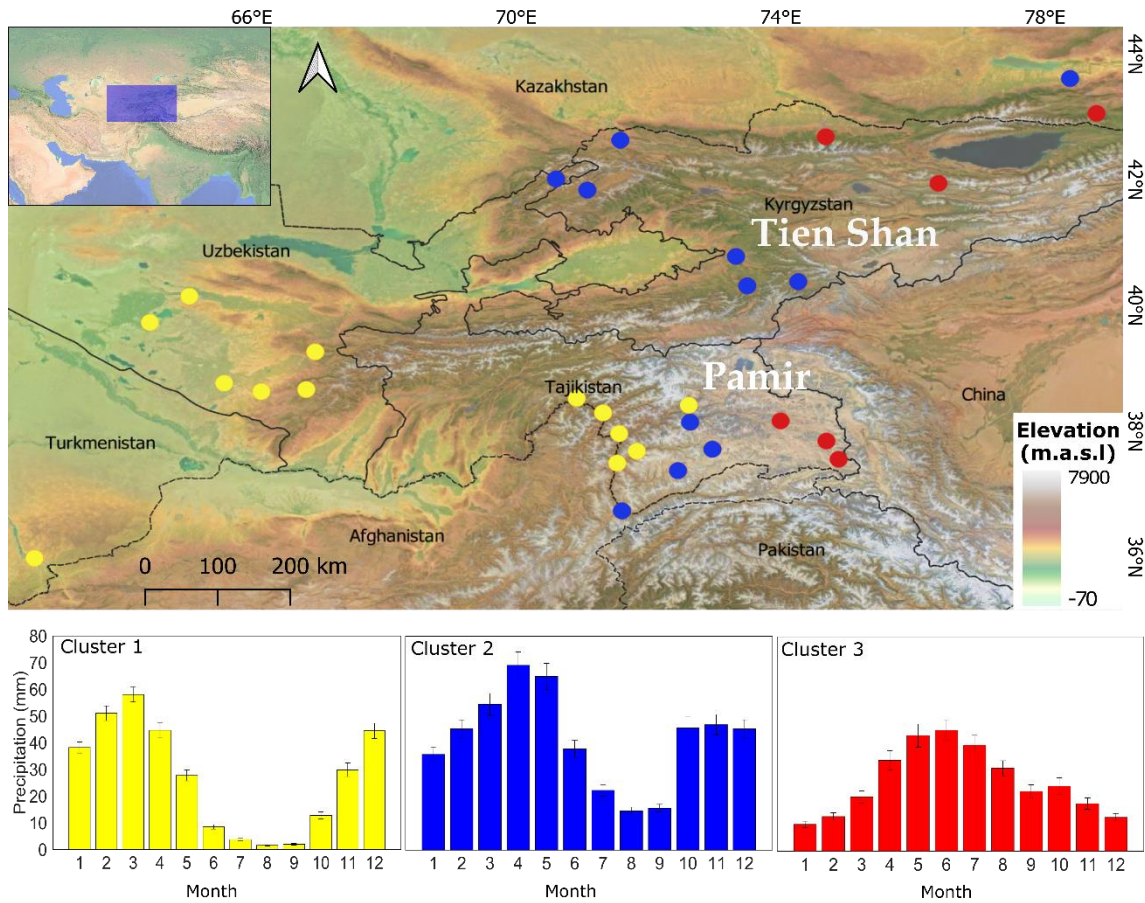 66°E 70°E 74°E 78°E
44°N
Kazakhstan
42°N
Kyrgyzstan
Tien Shan
Uzbekistan
40°N
Pamir
Tajikistan
China
38°N
Turkmenistan
Elevation
(m.a.s.l)
7900
-70
Afghanistan
Pakistan
36°N
0 100 200 km
Cluster 1
Precipitation (mm)
80
70
60
50
40
30
20
10
0
1 2 3 4 5 6 7 8 9 10 11 12
Month
Cluster 2
1 2 3 4 5 6 7 8 9 10 11 12
Month
Cluster 3
1 2 3 4 5 6 7 8 9 10 11 12
Month